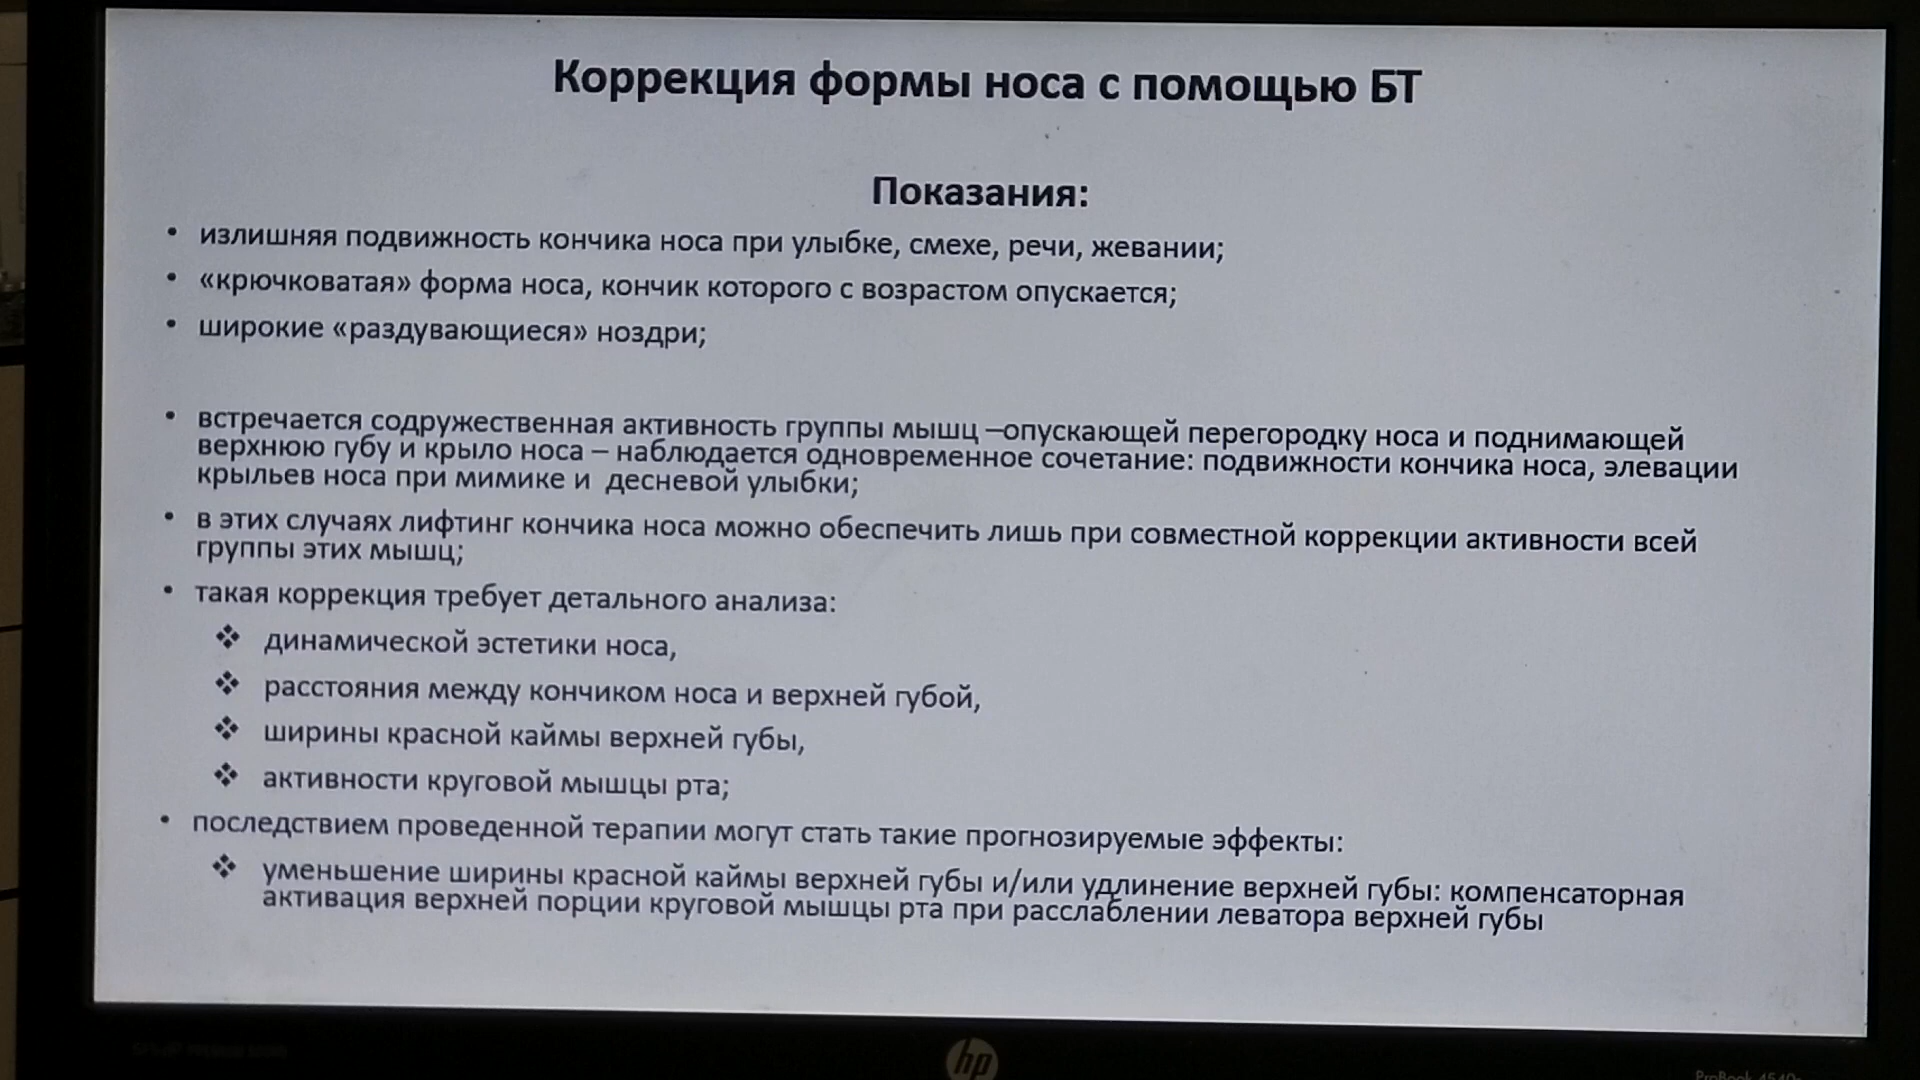 Коррекция формы носа с помощью БТ
Показания:
• излишняя подвижность кончика носа при улыбке, смехе, речи, жевании;
• «крючковатая» форма носа, кончик которого с возрастом опускается;
• широкие «раздувающиеся» ноздри;
• встречается содружественная активность группы мышц –опускающей перегородку носа и поднимающей
верхнюю губу и крыло носа – наблюдается одновременное сочетание: подвижности кончика носа, элевации
крыльев носа при мимике и десневой улыбки;
• в этих случаях лифтинг кончика носа можно обеспечить лишь при совместной коррекции активности всей
группы этих мышц;
• такая коррекция требует детального анализа:
❖ динамической эстетики носа,
❖ расстояния между кончиком носа и верхней губой,
❖ ширины красной каймы верхней губы,
❖ активности круговой мышцы рта;
• последствием проведенной терапии могут стать такие прогнозируемые эффекты:
❖ уменьшение ширины красной каймы верхней губы и/или удлинение верхней губы: компенсаторная
активация верхней порции круговой мышцы рта при расслаблении леватора верхней губы
hp
ProBook